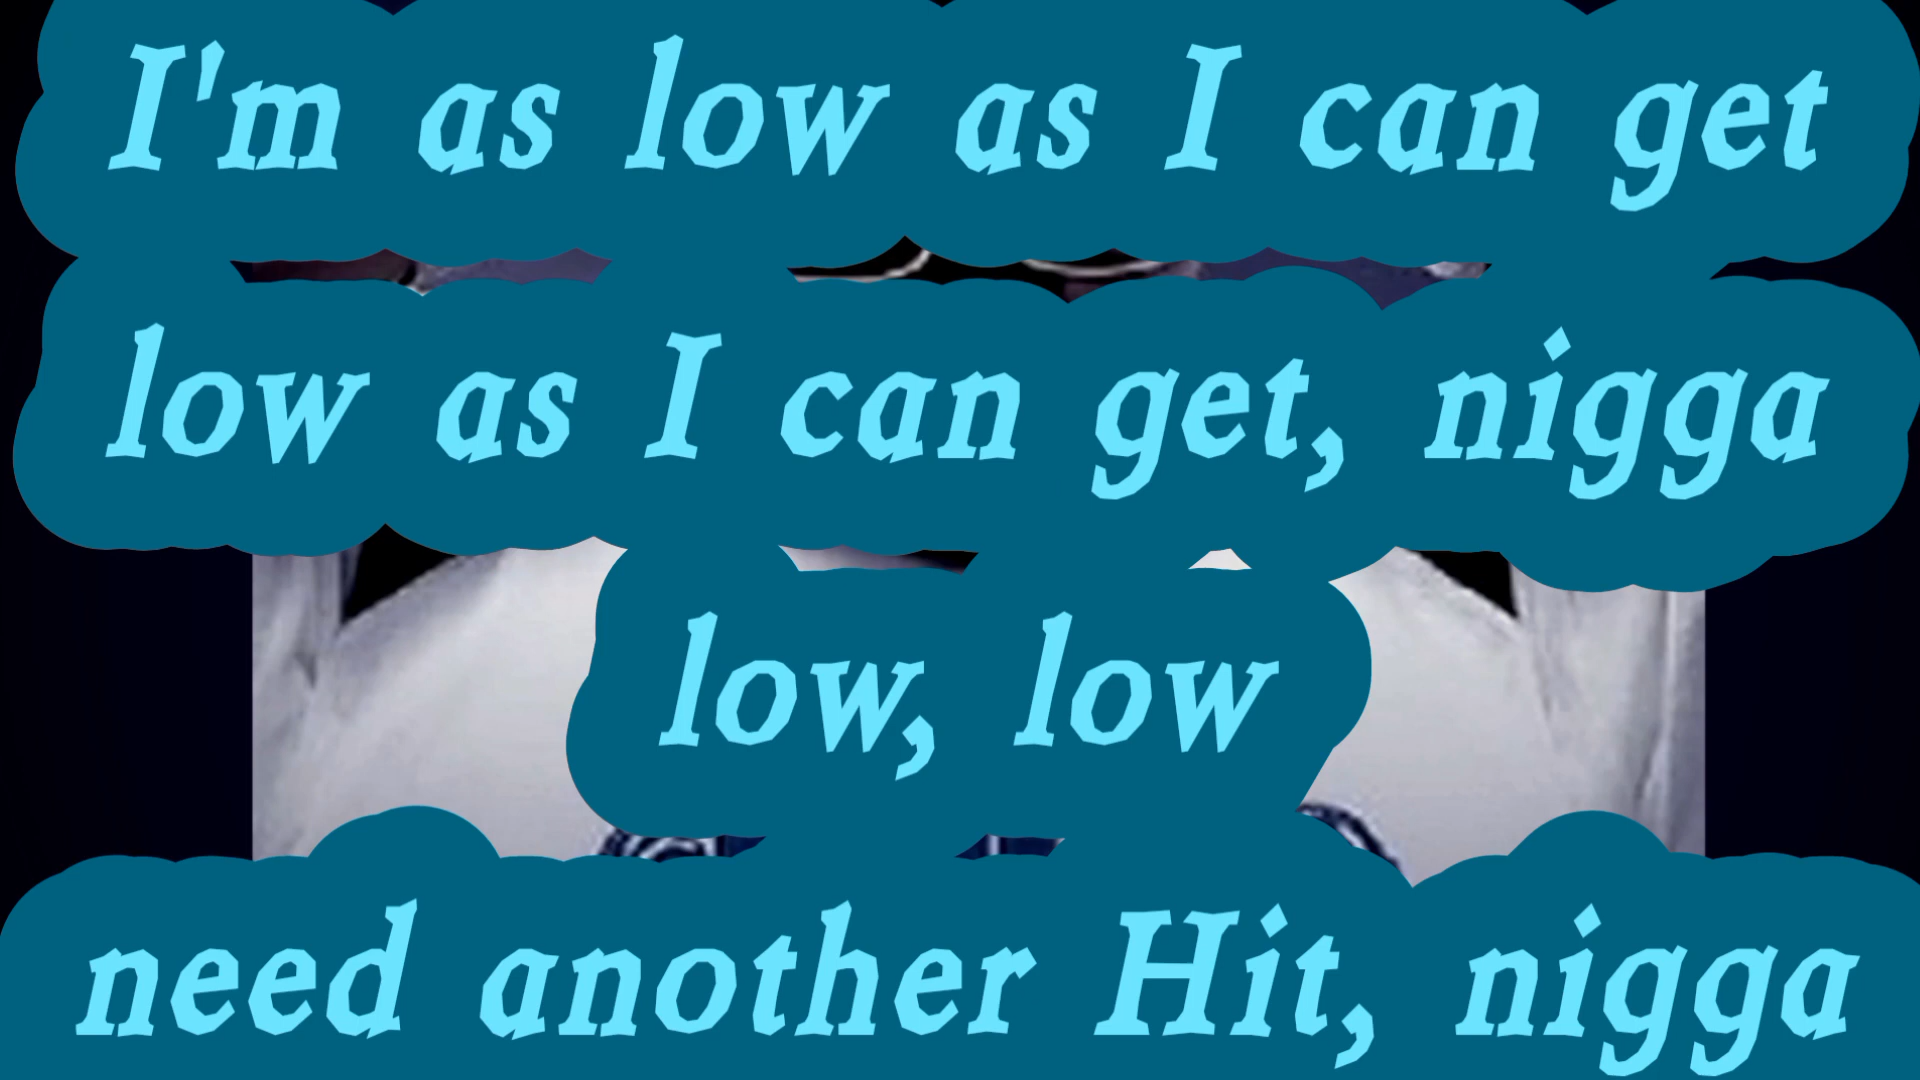 I'm as low as I can get
low as I can get, nigga
low, low
need another Hit, nigga